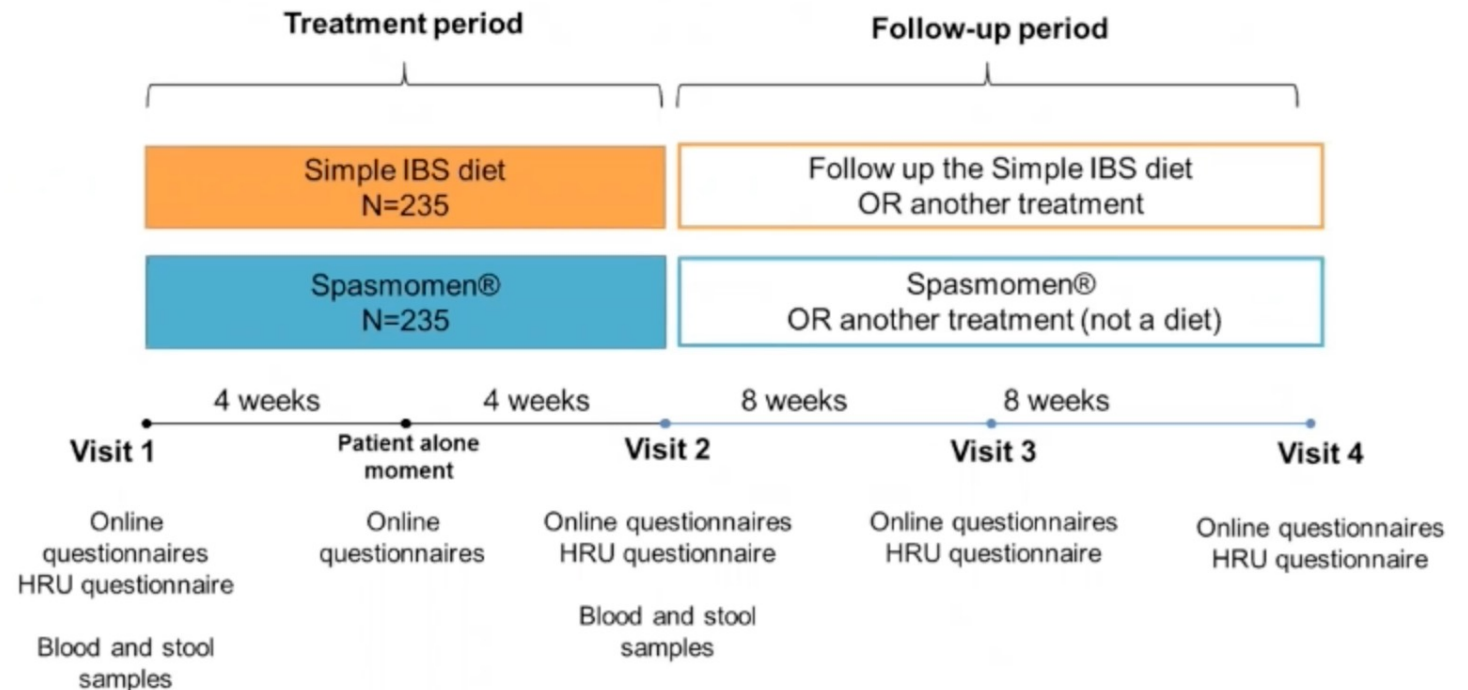 Treatment period
Follow-up period
Simple IBS diet
N=235
Follow up the Simple IBS diet
OR another treatment
Spasmomen®
N=235
Spasmomen®
OR another treatment (not a diet)
4 weeks
4 weeks
8 weeks
8 weeks
Visit 1
Patient alone
moment
Visit 2
Visit 3
Visit 4
Online
questionnaires
HRU questionnaire
Blood and stool
samples
Online
questionnaires
Online questionnaires
HRU questionnaire
Blood and stool
samples
Online questionnaires
HRU questionnaire
Online questionnaires
HRU questionnaire